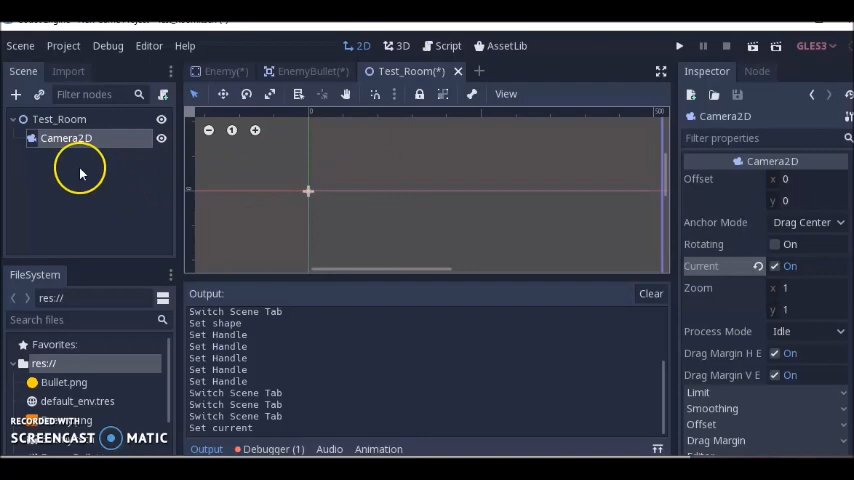 Scene Project Debug Editor Help 2D 3D Script AssetLib GLES3
Scene Import Enemy(*) EnemyBullet(*) Test_Room(*) Inspector Node
Filter nodes View
Test_Room
Camera2D
0 500
1
0
Camera2D
Filter properties
Camera2D
Offset x 0
y 0
Anchor Mode Drag Center
Rotating On
Current On
Zoom x 1
y 1
Process Mode Idle
Drag Margin H E On
Drag Margin V E On
Limit
Smoothing
Offset
Drag Margin
FileSystem
res://
Search files
Favorites:
res://
Bullet.png
default_env.tres
Output: Clear
Switch Scene Tab
Set shape
Set Handle
Set Handle
Set Handle
Set Handle
Set Handle
Switch Scene Tab
Switch Scene Tab
Switch Scene Tab
Set current
Output Debugger (1) Audio Animation
RECORDED WITH
SCREENCAST MATIC